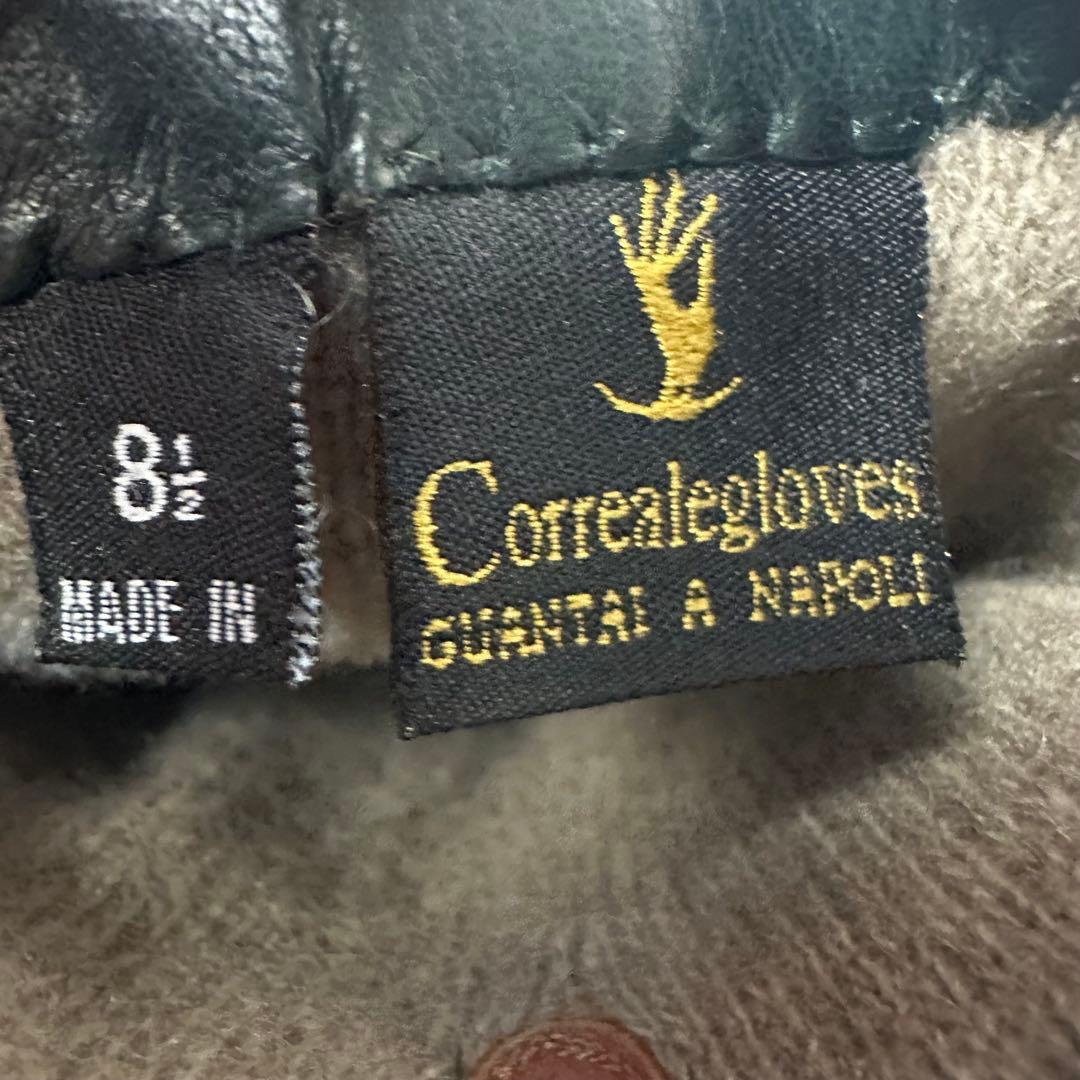 8½
MADE IN
Correalegloves
GUANTAI A NAPOLI